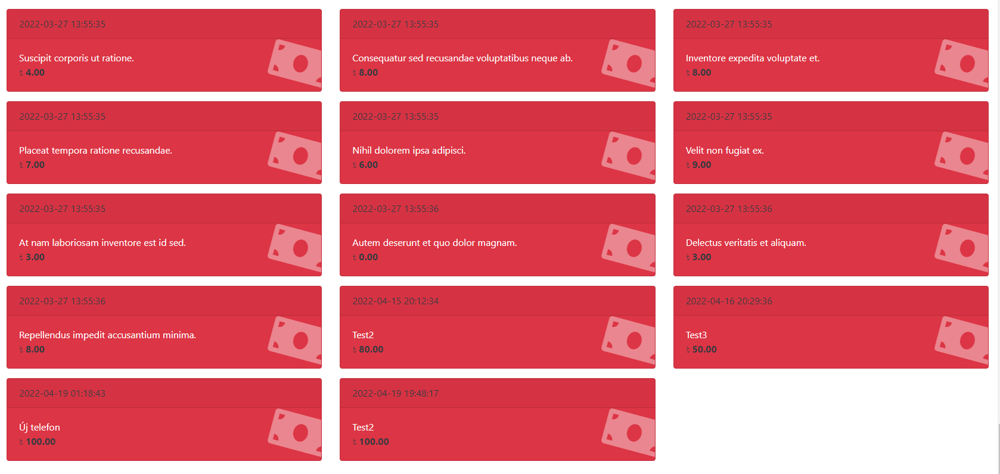 2022-03-27 13:55:35
Suscipit corporis ut ratione.
৳ 4.00
2022-03-27 13:55:35
Consequatur sed recusandae voluptatibus neque ab.
৳ 8.00
2022-03-27 13:55:35
Inventore expedita voluptate et.
৳ 8.00
2022-03-27 13:55:35
Placeat tempora ratione recusandae.
৳ 7.00
2022-03-27 13:55:35
Nihil dolorem ipsa adipisci.
৳ 6.00
2022-03-27 13:55:35
Velit non fugiat ex.
৳ 9.00
2022-03-27 13:55:35
At nam laboriosam inventore est id sed.
৳ 3.00
2022-03-27 13:55:36
Autem deserunt et quo dolor magnam.
৳ 0.00
2022-03-27 13:55:36
Delectus veritatis et aliquam.
৳ 3.00
2022-03-27 13:55:36
Repellendus impedit accusantium minima.
৳ 8.00
2022-04-15 20:12:34
Test2
৳ 80.00
2022-04-16 20:29:36
Test3
৳ 50.00
2022-04-19 01:18:43
Új telefon
৳ 100.00
2022-04-19 19:48:17
Test2
৳ 100.00